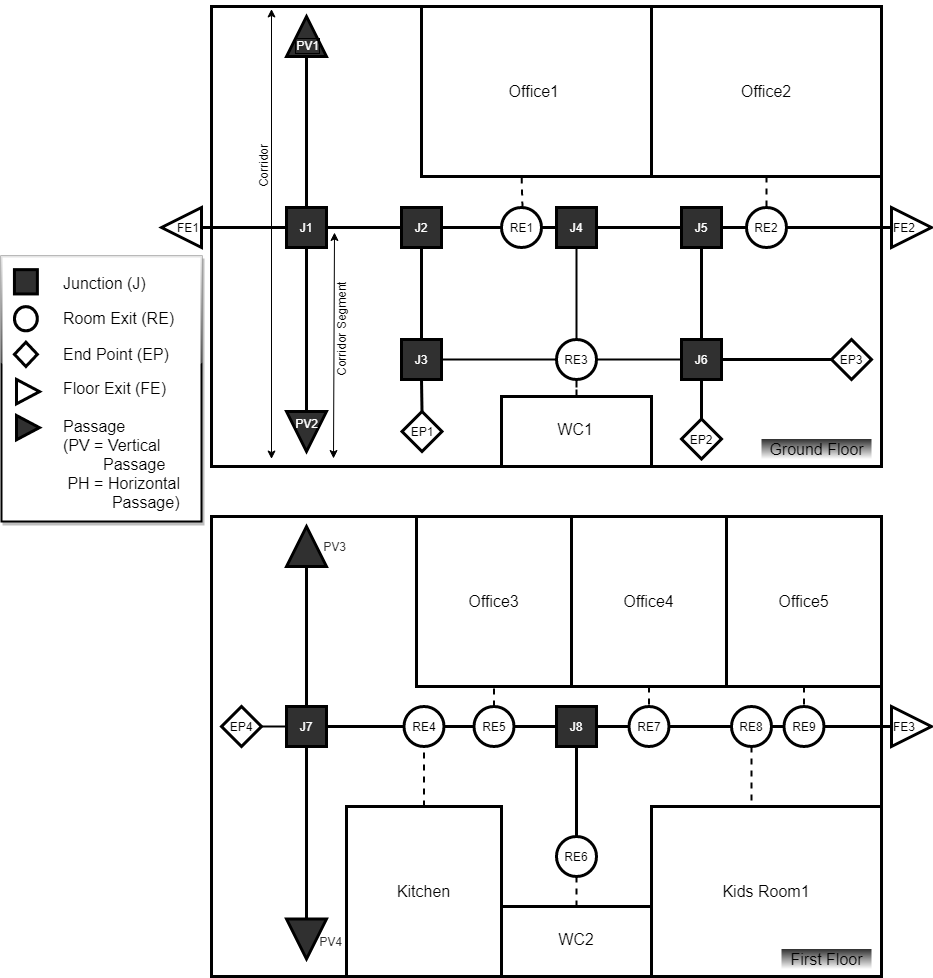 PV1
Office1
Office2
Corridor
FE1
J1
J2
RE1
J4
J5
RE2
FE2
Junction (J)
Room Exit (RE)
End Point (EP)
Floor Exit (FE)
Passage
(PV = Vertical
Passage
PH = Horizontal
Passage)
Corridor Segment
J3
RE3
J6
EP3
PV2
EP1
WC1
EP2
Ground Floor
PV3
Office3
Office4
Office5
EP4
J7
RE4
RE5
J8
RE7
RE8
RE9
FE3
RE6
Kitchen
Kids Room1
PV4
WC2
First Floor